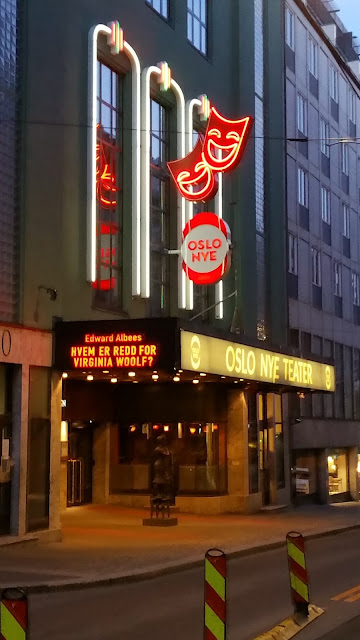 OSLO
NYE
Edward Albees
HVEM ER REDD FOR
VIRGINIA WOOLF?
OSLO NYE TEATER
O